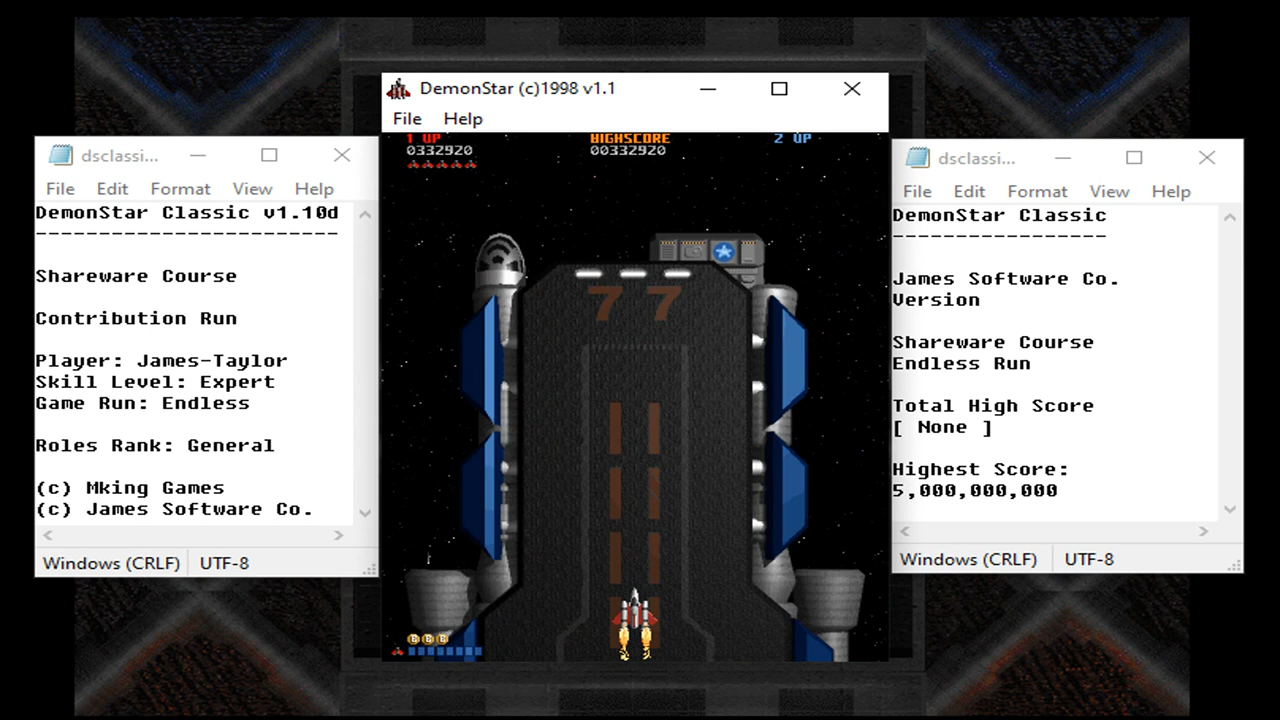 dsclassi...
File Edit Format View Help
DemonStar Classic v1.10d
------------------------
Shareware Course
Contribution Run
Player: James-Taylor
Skill Level: Expert
Game Run: Endless
Roles Rank: General
(c) Mking Games
(c) James Software Co.
Windows (CRLF) UTF-8
DemonStar (c)1998 v1.1
File Help
1 UP HIGHSCORE 2 UP
0332920 00332920
7 7
B B B
dsclassi...
File Edit Format View Help
DemonStar Classic
-----------------
James Software Co.
Version
Shareware Course
Endless Run
Total High Score
[ None ]
Highest Score:
5,000,000,000
Windows (CRLF) UTF-8